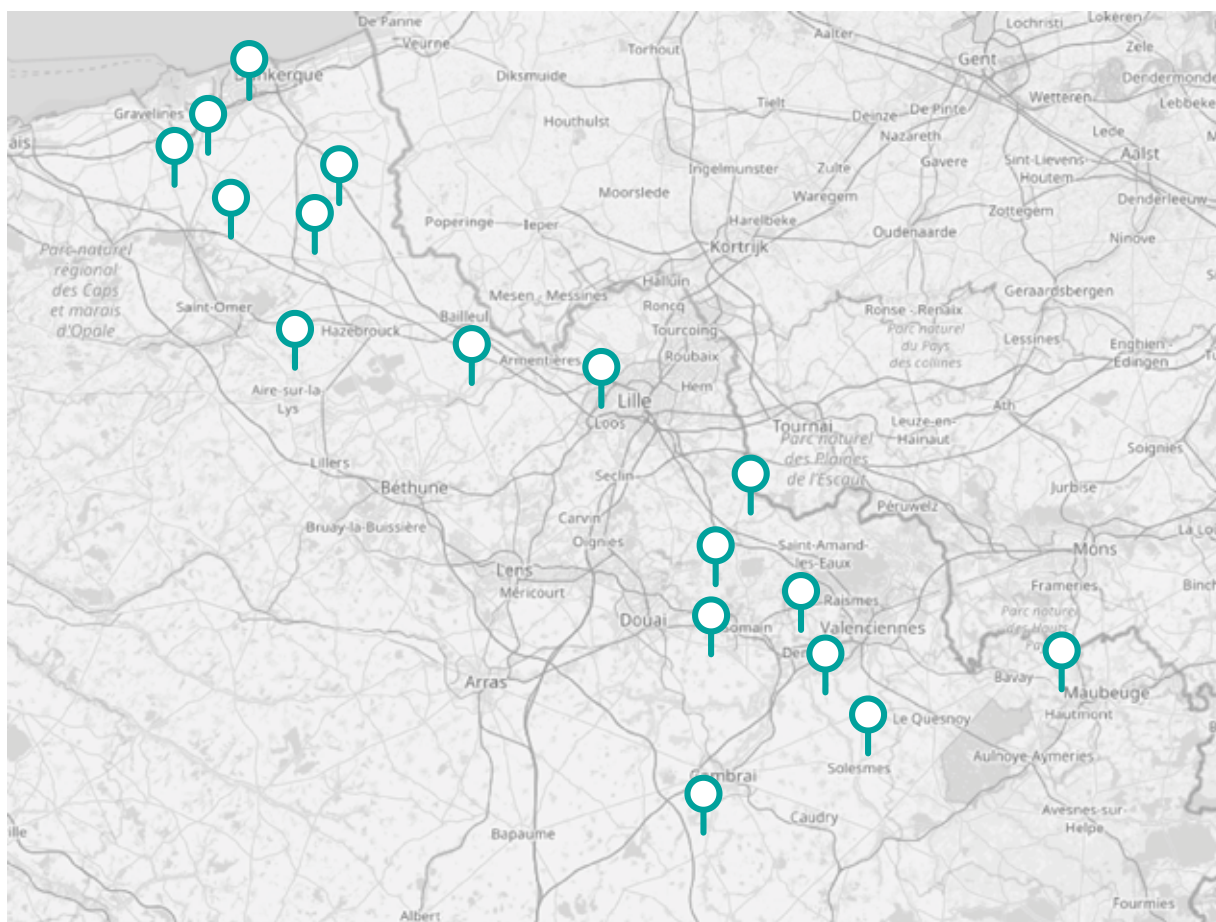 De Panne
Veurne
Torhout
Aalter
Lochristi
Lokeren
Zele
Gent
Diksmuide
Dendermonde
Wetteren
Lebbeke
Tielt
Deinze
De Pinte
Gravelines
Houthulst
Nazareth
Lede
Aalst
Ingelmunster
Zulte
Gavere
Sint-Lievens-
Houtem
Moorslede
Waregem
Denderleeuw
Poperinge
Ieper
Harelbeke
Zottegem
Kortrijk
Oudenaarde
Ninove
Parc naturel
régional
des Caps
et marais
d'Opale
Halluin
Mesen - Messines
Geraardsbergen
Saint-Omer
Roncq
Ronse - Renaix
Bailleul
Hazebrouck
Tourcoing
Parc naturel
du Pays
des collines
Lessines
Enghien -
Edingen
Armentières
Roubaix
Hem
Aire-sur-la
Lys
Lille
Ath
Loos
Tournai
Leuze-en-
Hainaut
Parc naturel
des Plaines
de l'Escaut
Soignies
Lillers
Seclin
Béthune
Jurbise
Péruwelz
Bruay-la-Buissière
Carvin
Oignies
Saint-Amand-
les-Eaux
Mons
Lens
Méricourt
Frameries
Raismes
Parc naturel
Douai
Valenciennes
Arras
Bavay
Maubeuge
Le Quesnoy
Hautmont
Solesmes
Aulnoye-Aymeries
Caudry
Avesnes-sur-
Helpe
Bapaume
Albert
Fourmies